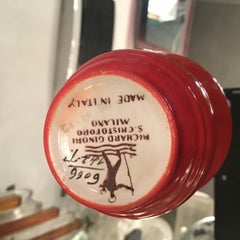 RICHARD GINORI
S. CRISTOFORO
MILANO
MADE IN ITALY